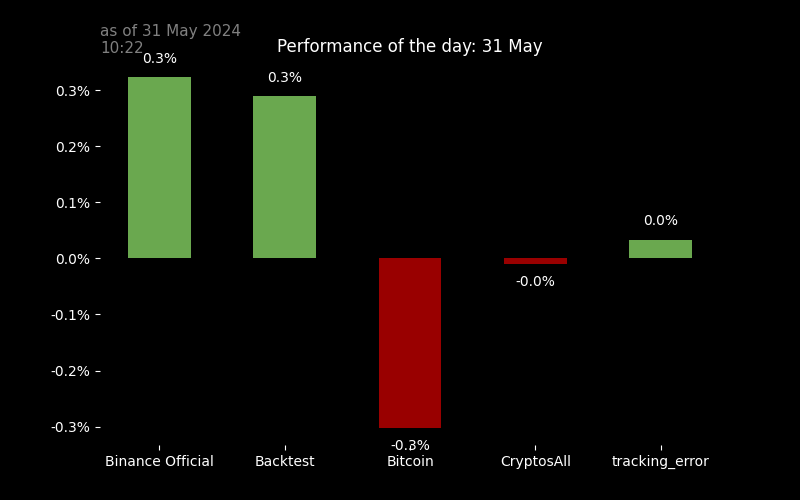 as of 31 May 2024
10:22
Performance of the day: 31 May
0.3%
0.3%
0.3%
0.2%
0.1%
0.0%
0.0%
-0.0%
-0.1%
-0.2%
-0.3%
-0.3%
Binance Official
Backtest
Bitcoin
CryptosAll
tracking_error